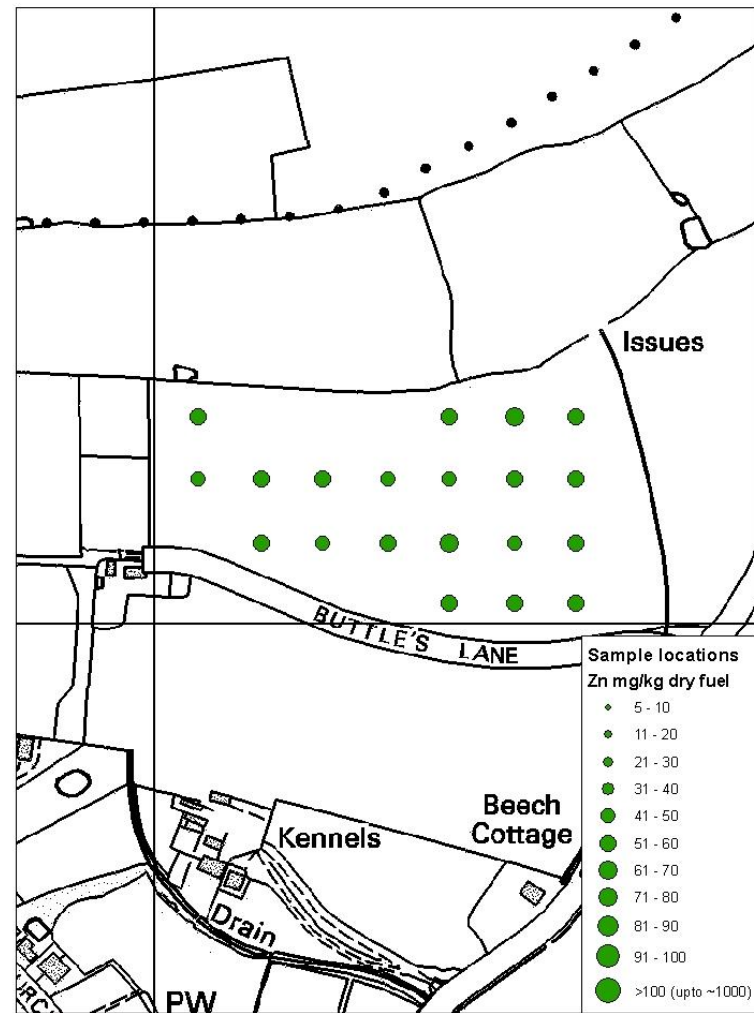 Issues
BUTTLE'S LANE
Sample locations
Zn mg/kg dry fuel
5 - 10
11 - 20
21 - 30
31 - 40
41 - 50
51 - 60
61 - 70
71 - 80
81 - 90
91 - 100
>100 (upto ~1000)
Beech
Cottage
Kennels
Drain
PW